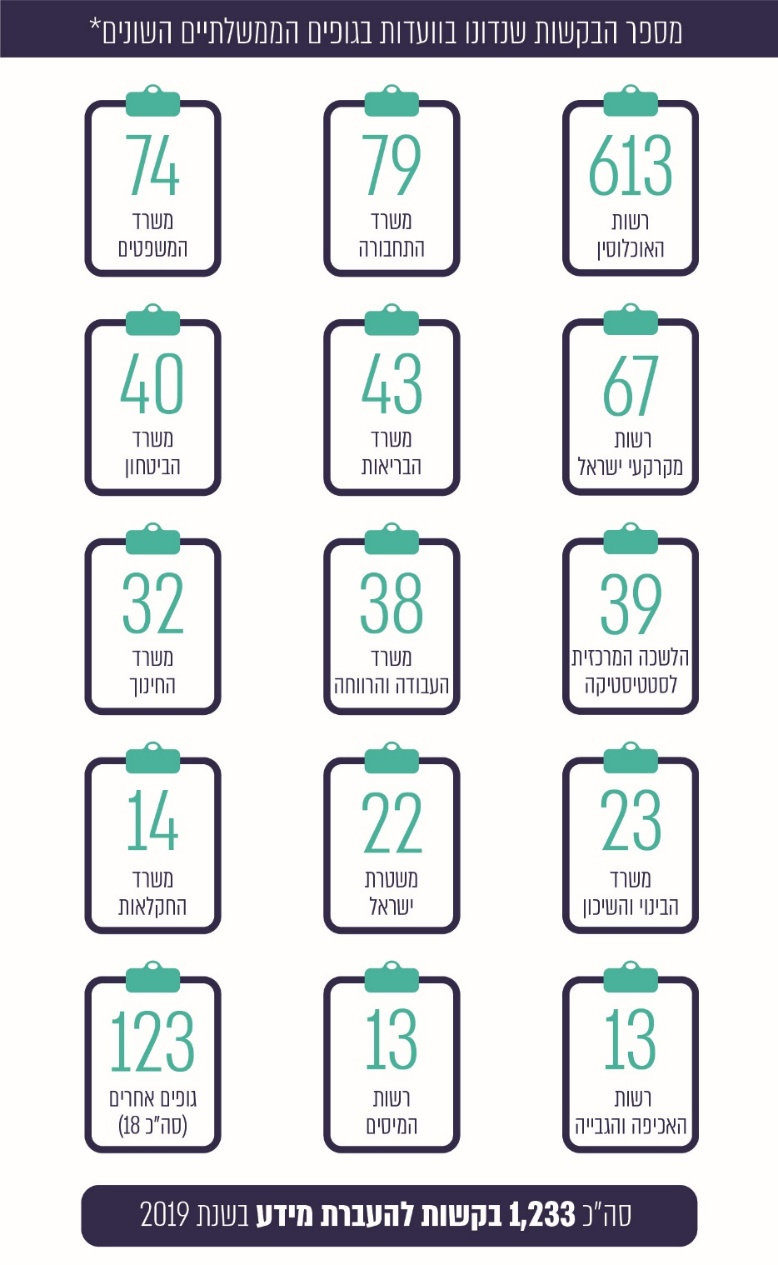 מספר הבקשות שנדונו בוועדות בגופים הממשלתיים השונים*
613
רשות
האוכלוסין
79
משרד
התחבורה
74
משרד
המשפטים
67
רשות
מקרקעי ישראל
43
משרד
הבריאות
40
משרד
הביטחון
39
הלשכה המרכזית
לסטטיסטיקה
38
משרד
העבודה והרווחה
32
משרד
החינוך
23
משרד
הבינוי והשיכון
22
משטרת
ישראל
14
משרד
החקלאות
13
רשות
האכיפה והגבייה
13
רשות
המיסים
123
גופים אחרים
(סה"כ 18)
סה"כ 1,233 בקשות להעברת מידע בשנת 2019